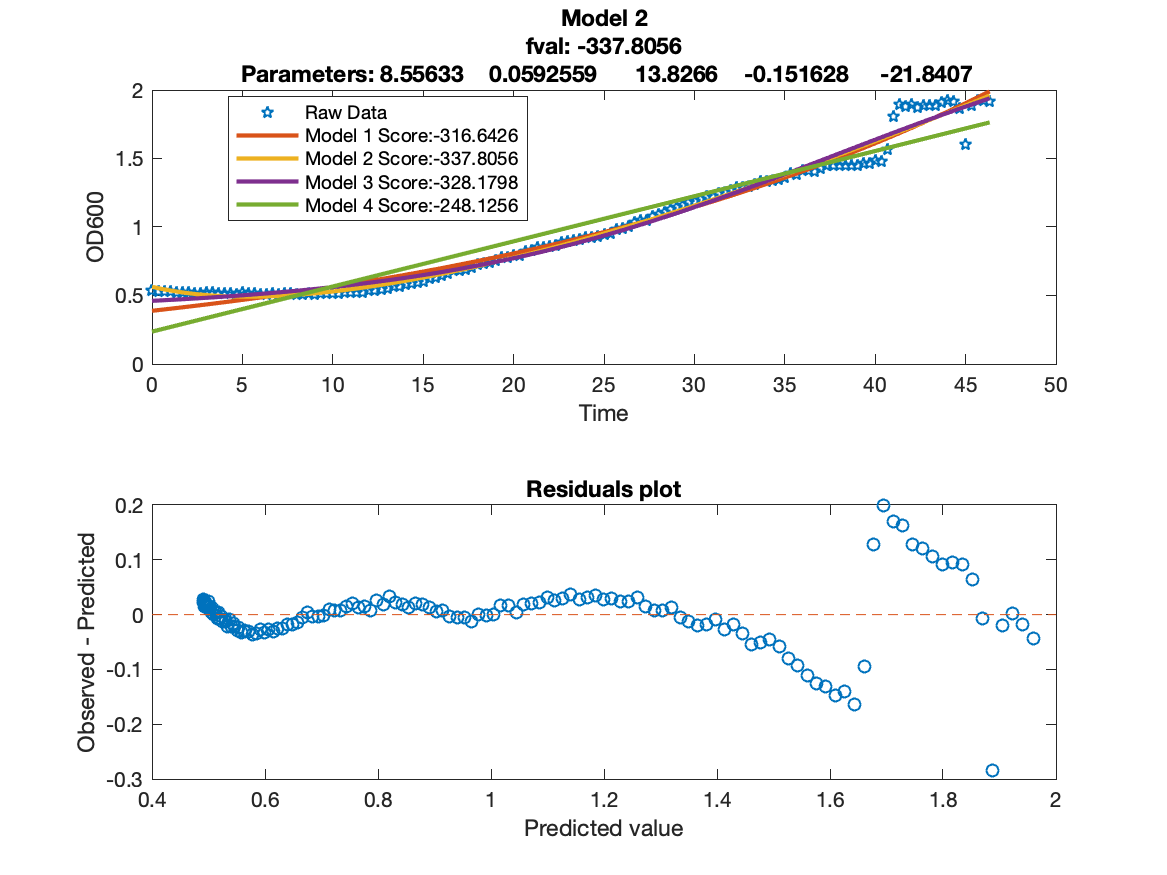 Model 2
fval: -337.8056
Parameters: 8.55633 0.0592559 13.8266 -0.151628 -21.8407
2
1.5
1
0.5
0
OD600
Raw Data
Model 1 Score:-316.6426
Model 2 Score:-337.8056
Model 3 Score:-328.1798
Model 4 Score:-248.1256
0 5 10 15 20 25 30 35 40 45 50
Time
Residuals plot
0.2
0.1
0
-0.1
-0.2
-0.3
Observed - Predicted
0.4 0.6 0.8 1 1.2 1.4 1.6 1.8 2
Predicted value